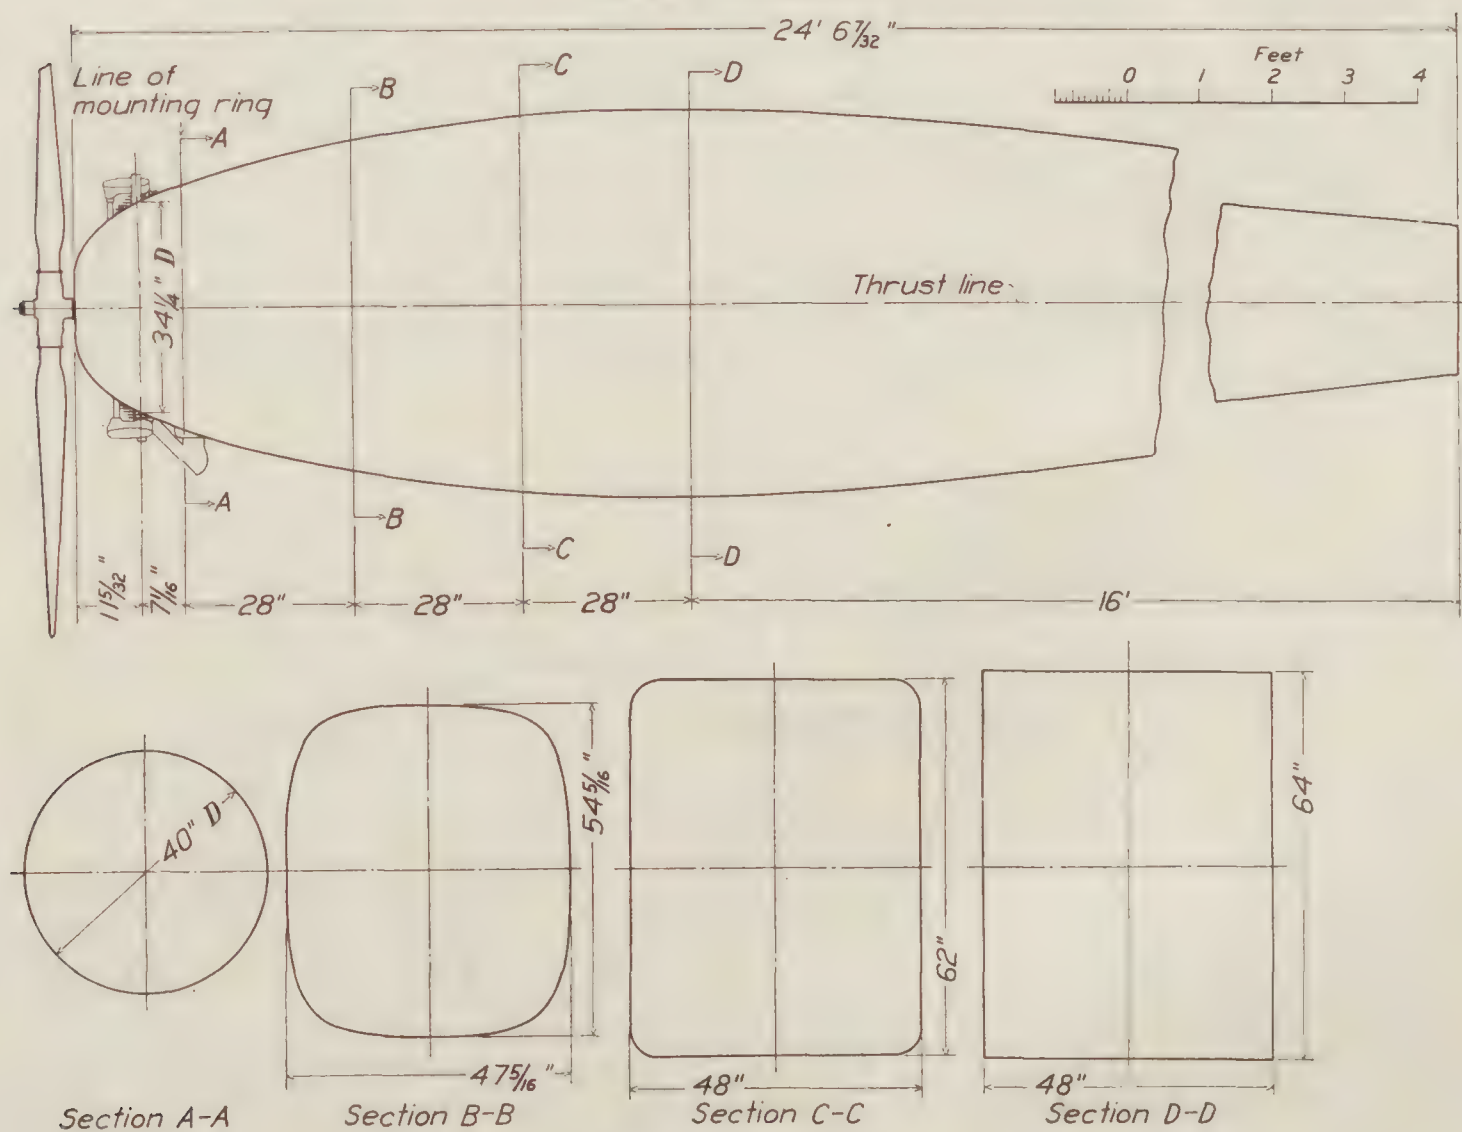 24' 6 7/32"
Feet
0 1 2 3 4
Line of
mounting ring
A
B
C
D
34 1/4" D
Thrust line
A
B
C
D
11 5/32"
7 1/16"
28"
28"
28"
16'
40" D
54 5/16"
62"
64"
47 5/16"
48"
48"
Section A-A
Section B-B
Section C-C
Section D-D